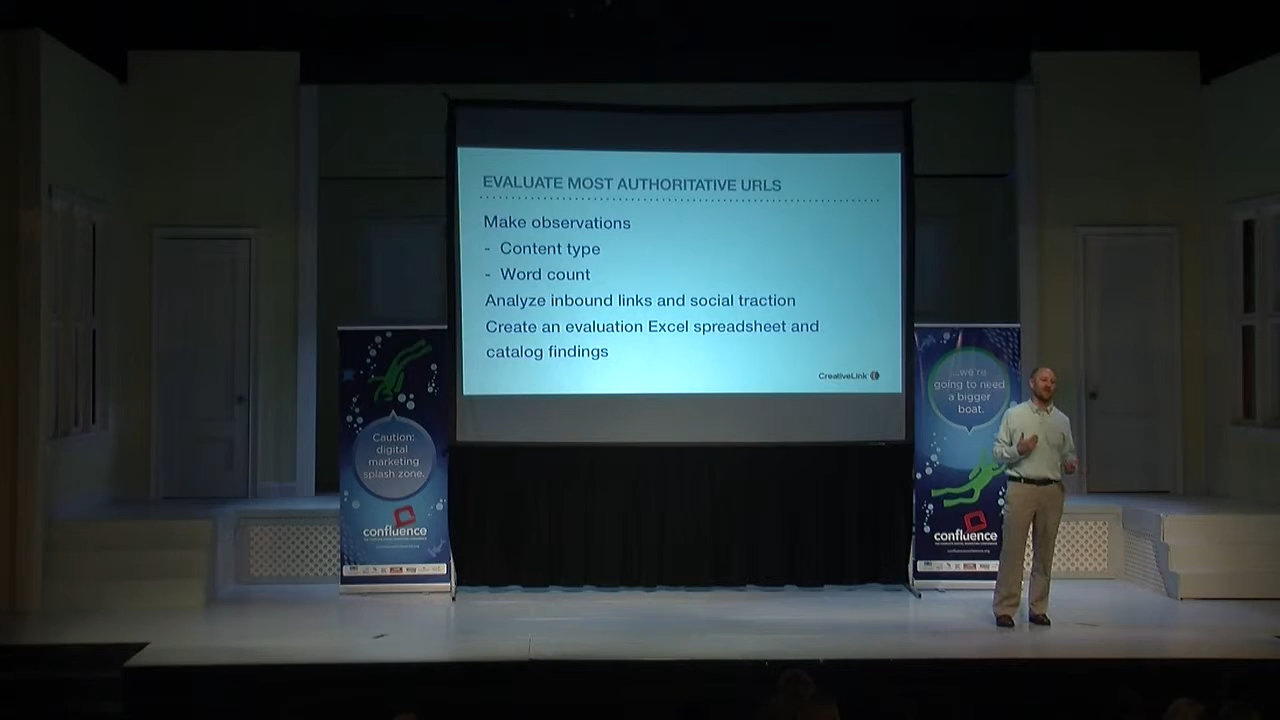 EVALUATE MOST AUTHORITATIVE URLS
Make observations
- Content type
- Word count
Analyze inbound links and social traction
Create an evaluation Excel spreadsheet and
catalog findings
CreativeLink
Caution:
digital
marketing
splash zone.
confluence
...we're
going to need
a bigger
boat.
confluence